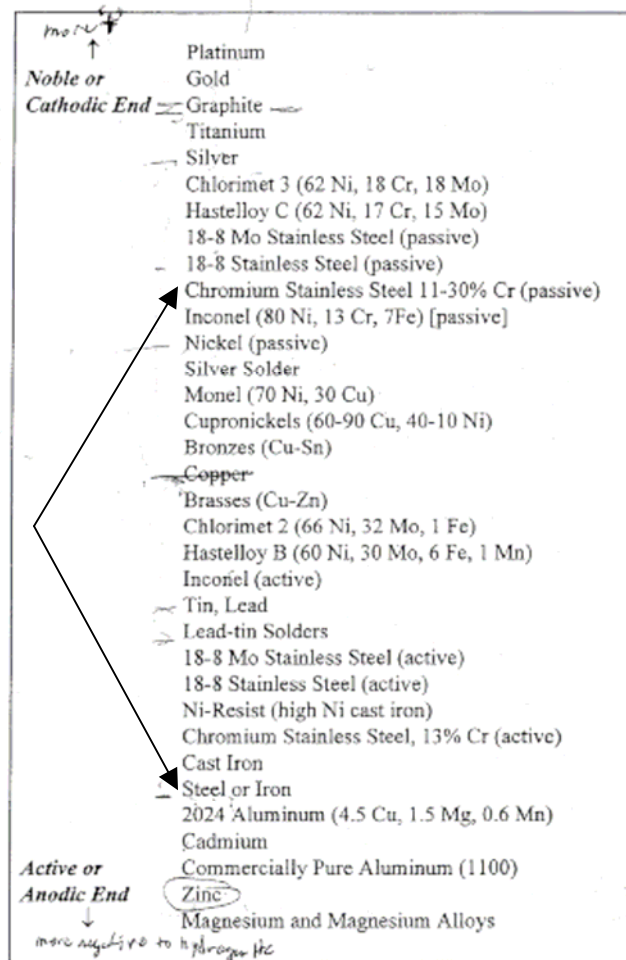 more +
Platinum
Noble or Gold
Cathodic End Graphite
Titanium
Silver
Chlorimet 3 (62 Ni, 18 Cr, 18 Mo)
Hastelloy C (62 Ni, 17 Cr, 15 Mo)
18-8 Mo Stainless Steel (passive)
18-8 Stainless Steel (passive)
Chromium Stainless Steel 11-30% Cr (passive)
Inconel (80 Ni, 13 Cr, 7Fe) [passive]
Nickel (passive)
Silver Solder
Monel (70 Ni, 30 Cu)
Cupronickels (60-90 Cu, 40-10 Ni)
Bronzes (Cu-Sn)
Copper
Brasses (Cu-Zn)
Chlorimet 2 (66 Ni, 32 Mo, 1 Fe)
Hastelloy B (60 Ni, 30 Mo, 6 Fe, 1 Mn)
Inconel (active)
Tin, Lead
Lead-tin Solders
18-8 Mo Stainless Steel (active)
18-8 Stainless Steel (active)
Ni-Resist (high Ni cast iron)
Chromium Stainless Steel, 13% Cr (active)
Cast Iron
Steel or Iron
2024 Aluminum (4.5 Cu, 1.5 Mg, 0.6 Mn)
Cadmium
Active or Commercially Pure Aluminum (1100)
Anodic End Zinc
Magnesium and Magnesium Alloys
more negative to hydrogen